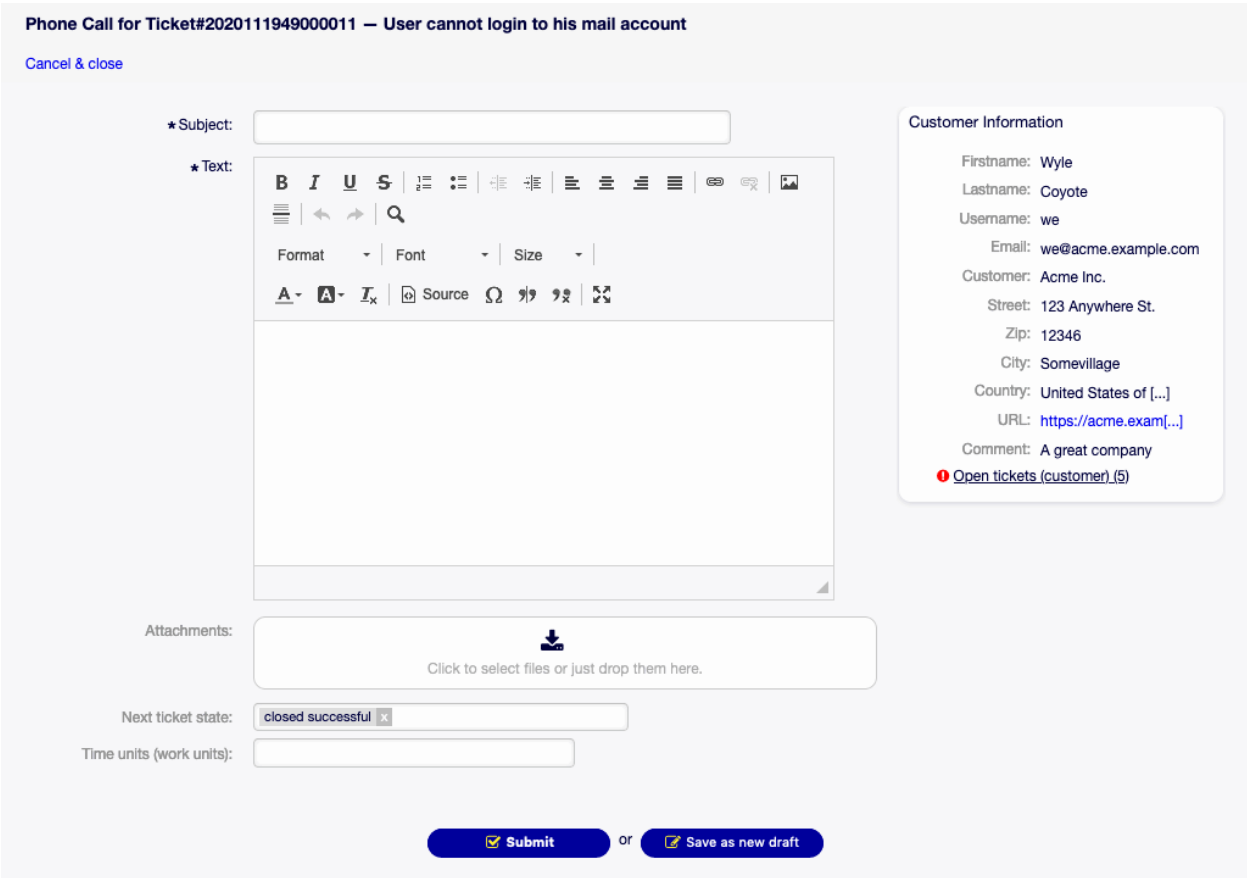 Phone Call for Ticket#2020111949000011 — User cannot login to his mail account
Cancel & close
★ Subject:
★ Text:
B I U S
Format Font Size
A A Tx Source Ω
Attachments:
Click to select files or just drop them here.
Next ticket state: closed successful x
Time units (work units):
Submit or Save as new draft
Customer Information
Firstname: Wyle
Lastname: Coyote
Username: we
Email: we@acme.example.com
Customer: Acme Inc.
Street: 123 Anywhere St.
Zip: 12346
City: Somevillage
Country: United States of [...]
URL: https://acme.exam[...]
Comment: A great company
Open tickets (customer) (5)